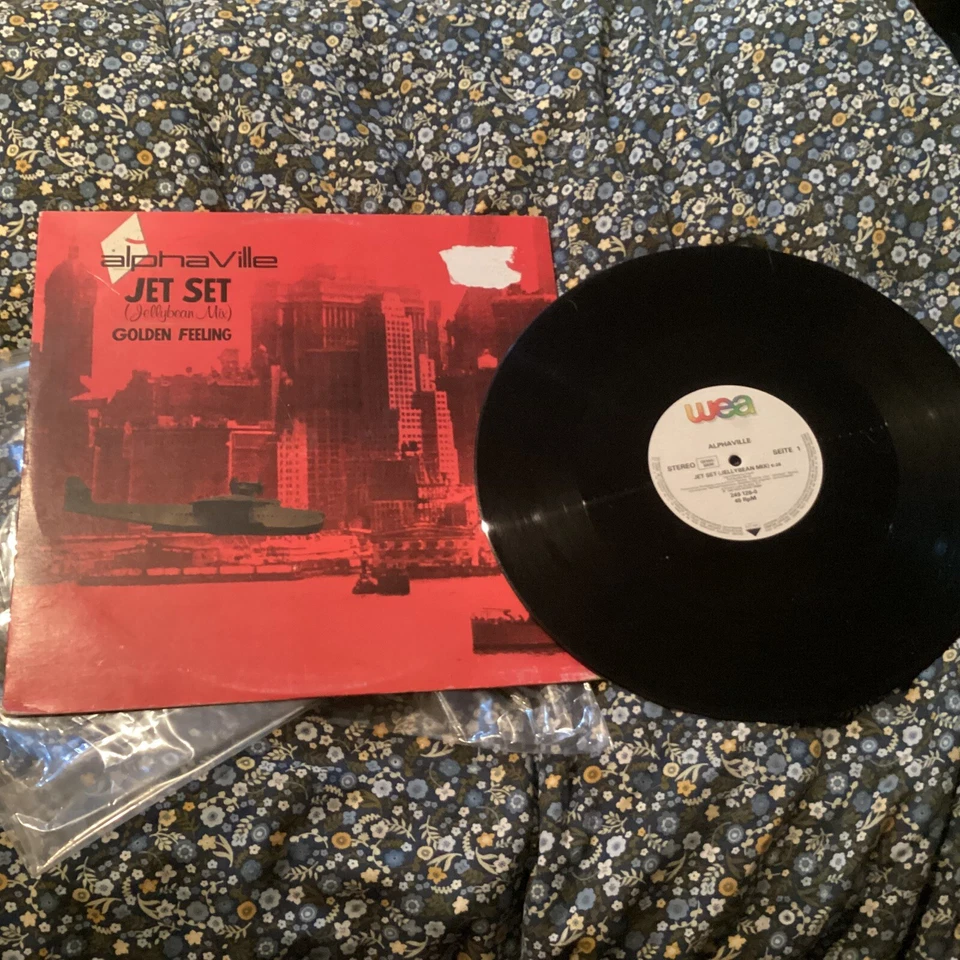 alphaville
JET SET
(Jellybean Mix)
GOLDEN FEELING
wea
ALPHAVILLE
STEREO
SEITE 1
JET SET (JELLYBEAN MIX)
45 RpM